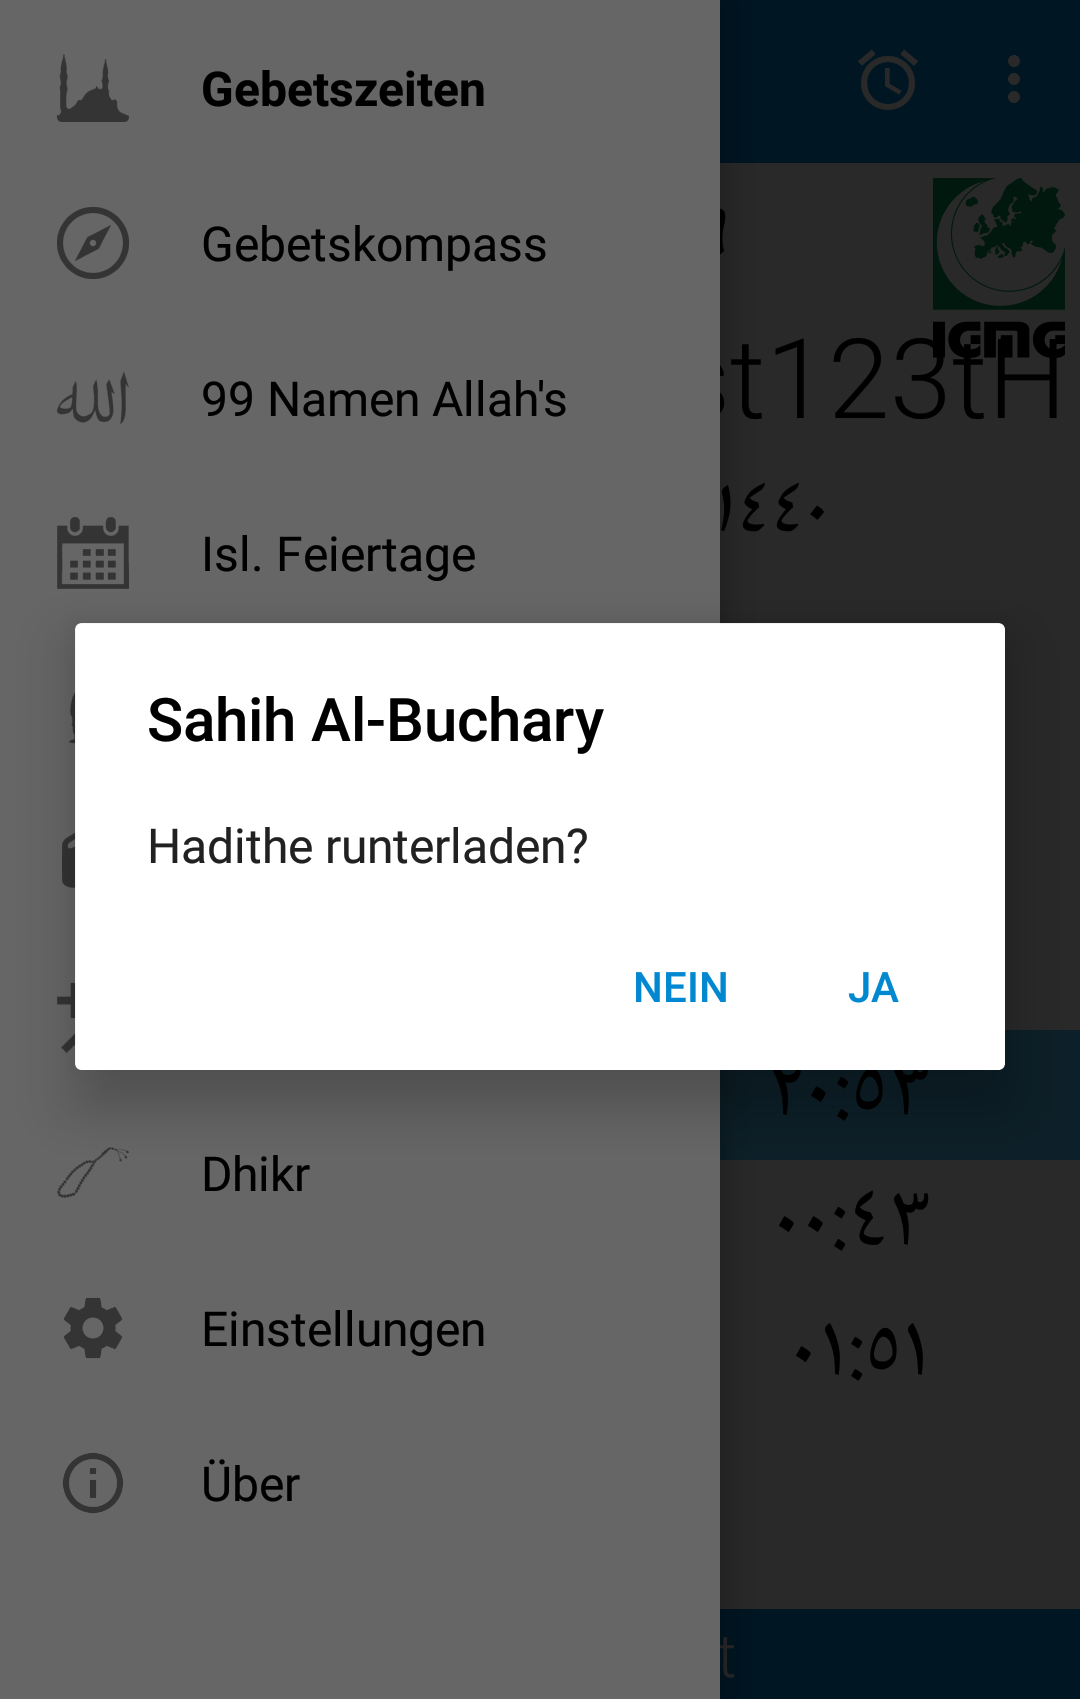 Gebetszeiten
Gebetskompass
IGMG
st123tH
99 Namen Allah's
١٤٤٠
Isl. Feiertage
Sahih Al-Buchary
Hadithe runterladen?
NEIN JA
٢٠:٥٣
Dhikr
٠٠:٤٣
Einstellungen
٠١:٥١
Über
t